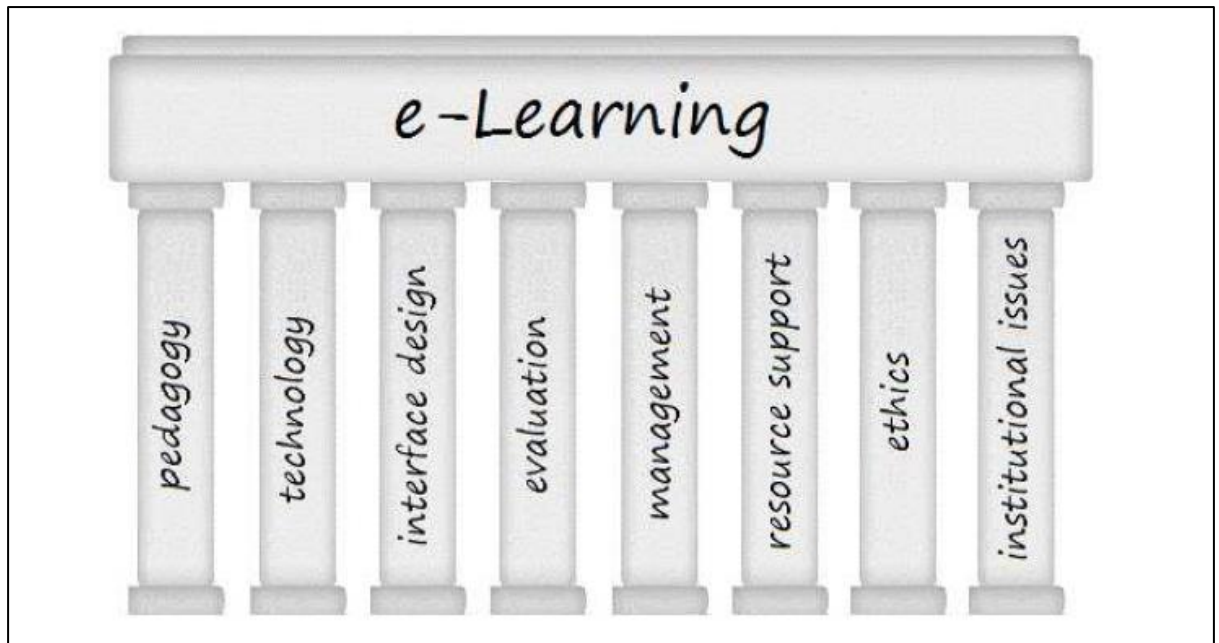 e-Learning
pedagogy
technology
interface design
evaluation
management
resource support
ethics
institutional issues